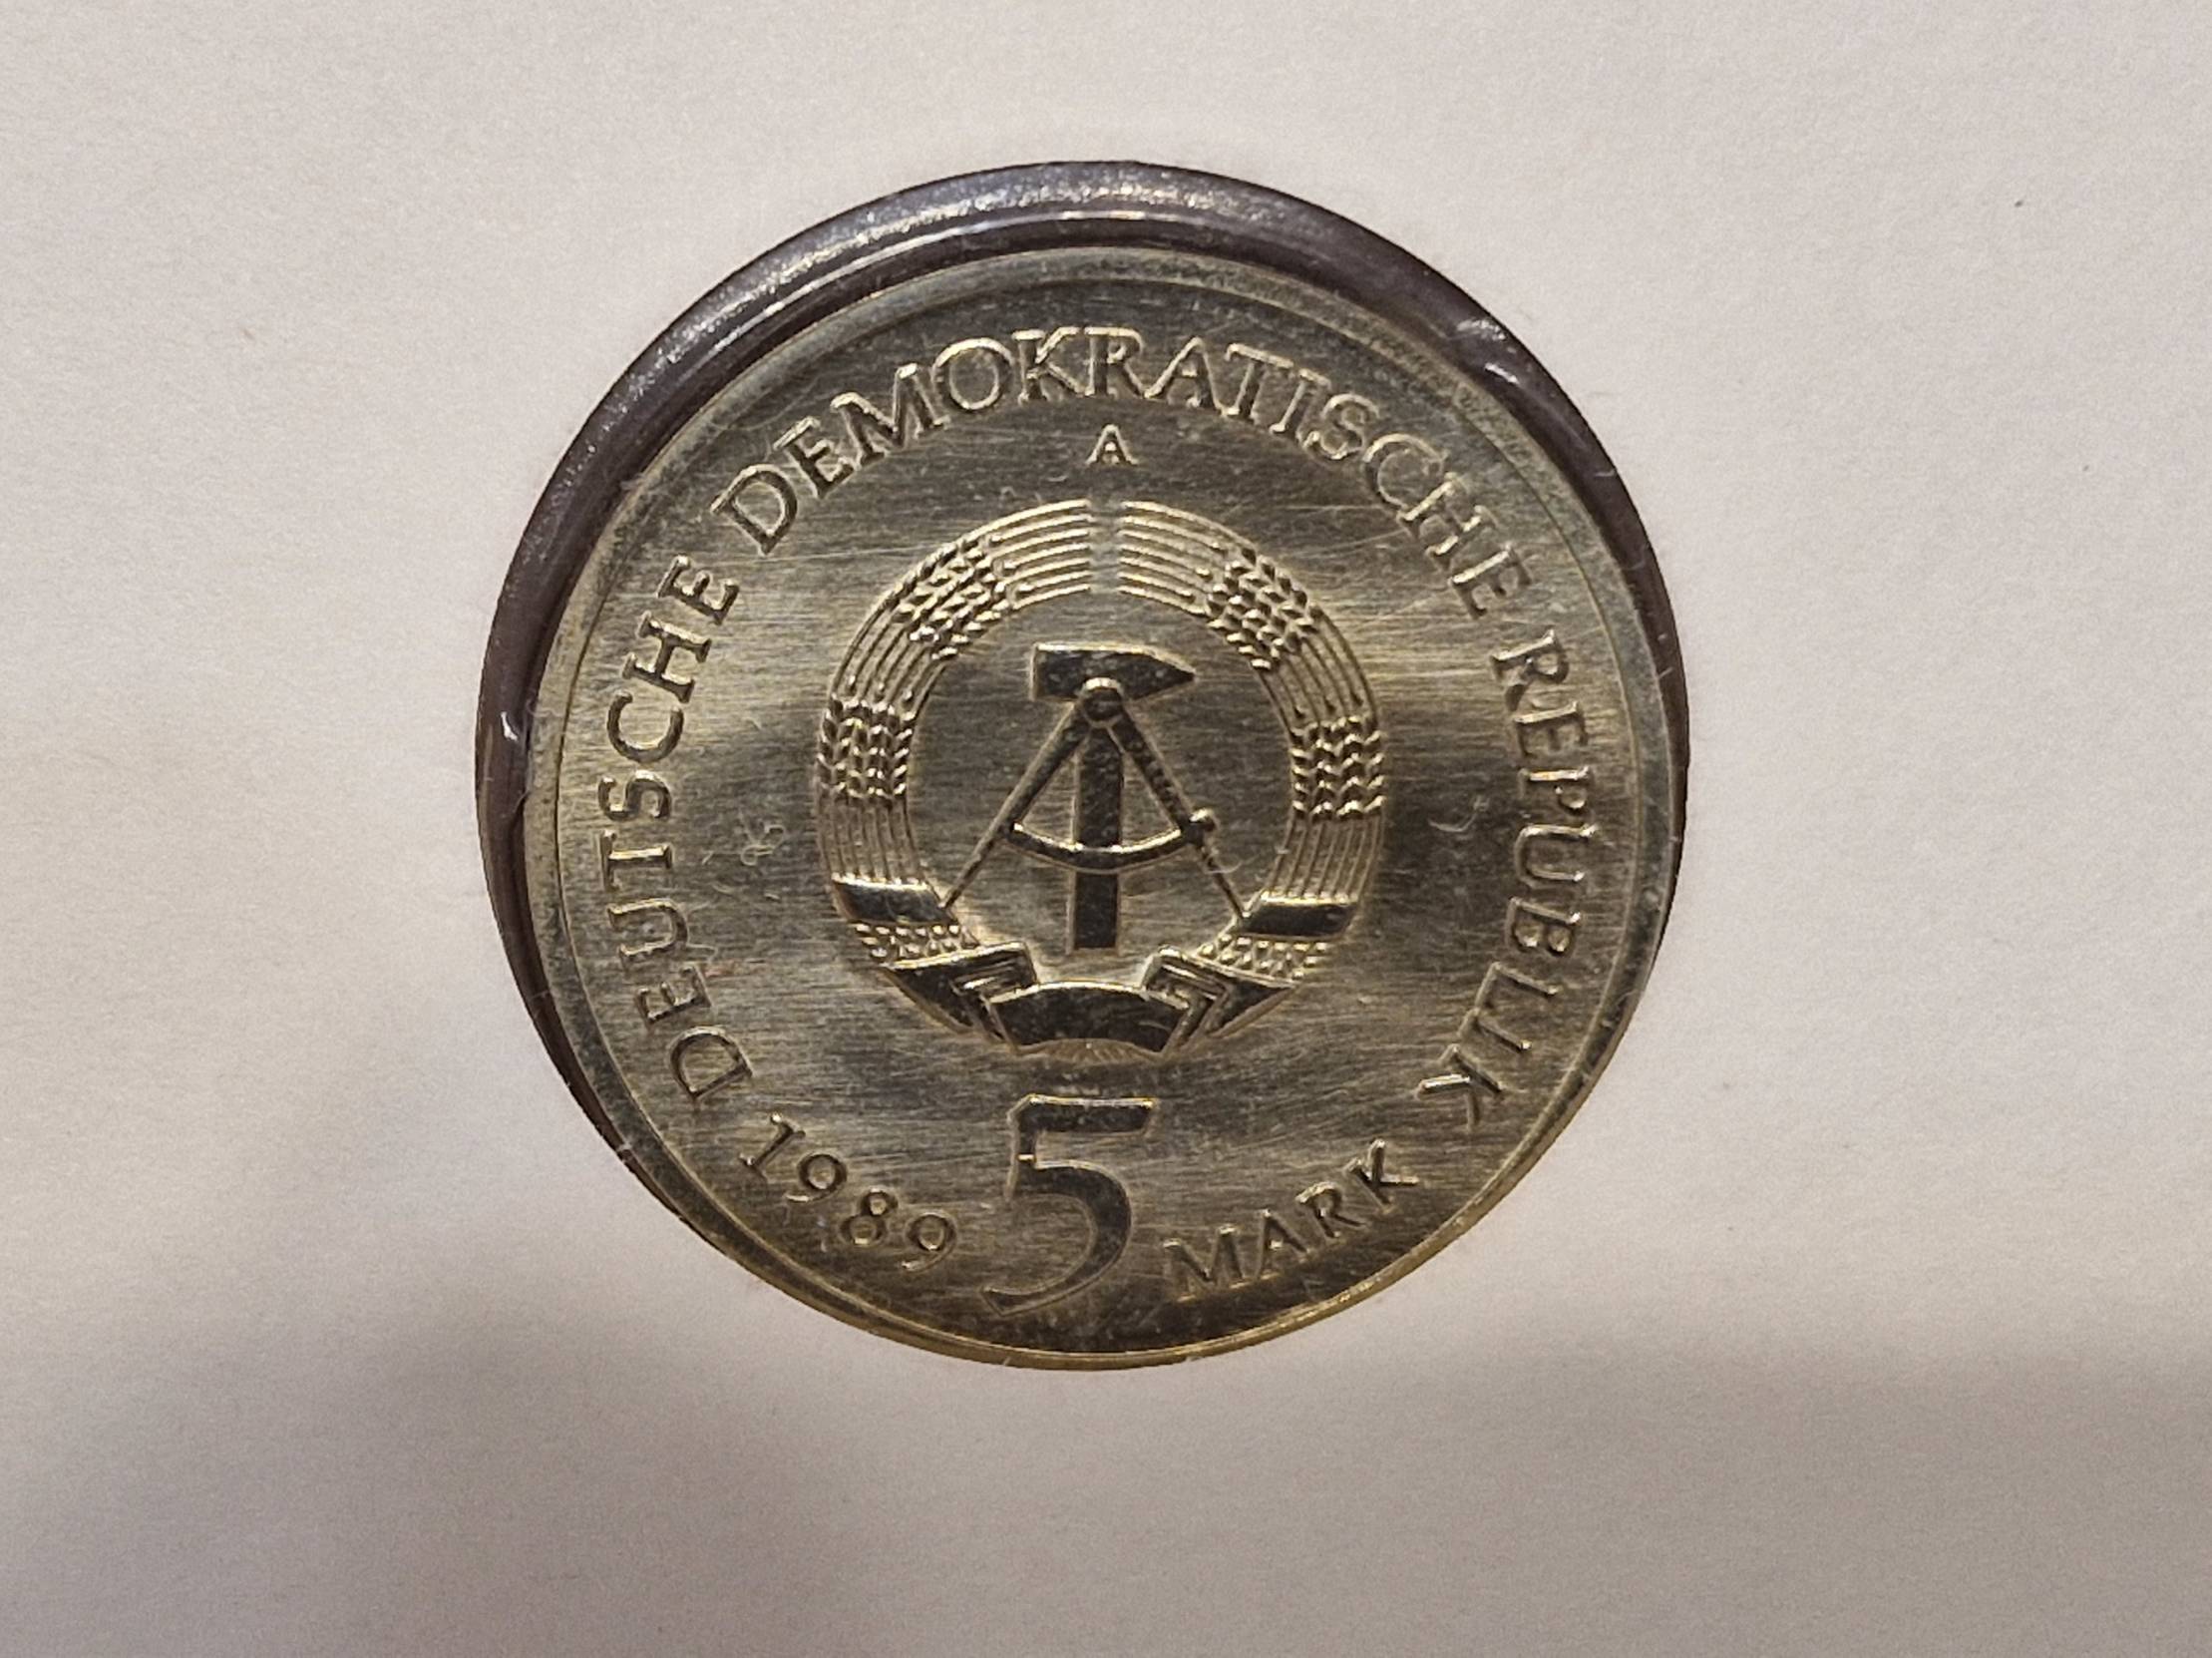 DEUTSCHE DEMOKRATISCHE REPUBLIK
A
1989 5 MARK